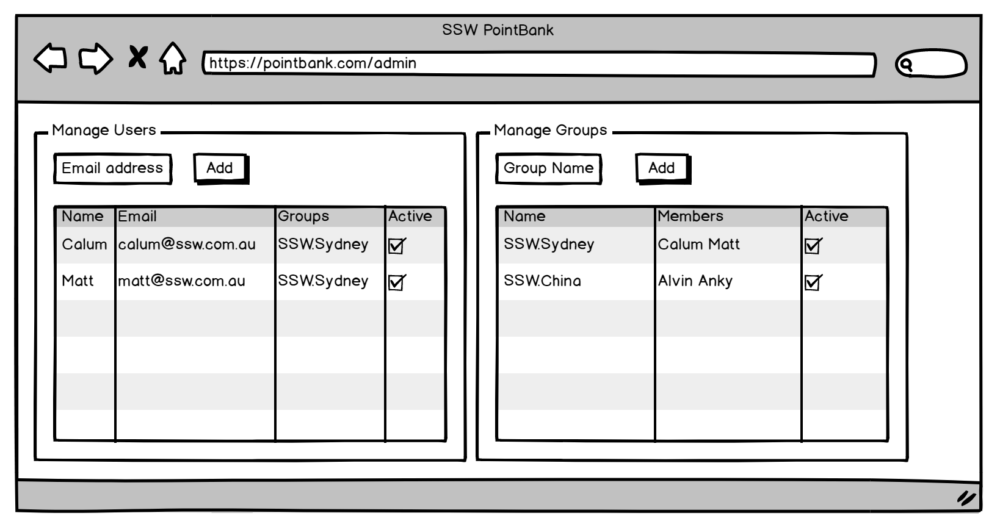 SSW PointBank
https://pointbank.com/admin
Manage Users
Email address Add
Name Email Groups Active
Calum calum@ssw.com.au SSW.Sydney
Matt matt@ssw.com.au SSW.Sydney
Manage Groups
Group Name Add
Name Members Active
SSW.Sydney Calum Matt
SSW.China Alvin Anky